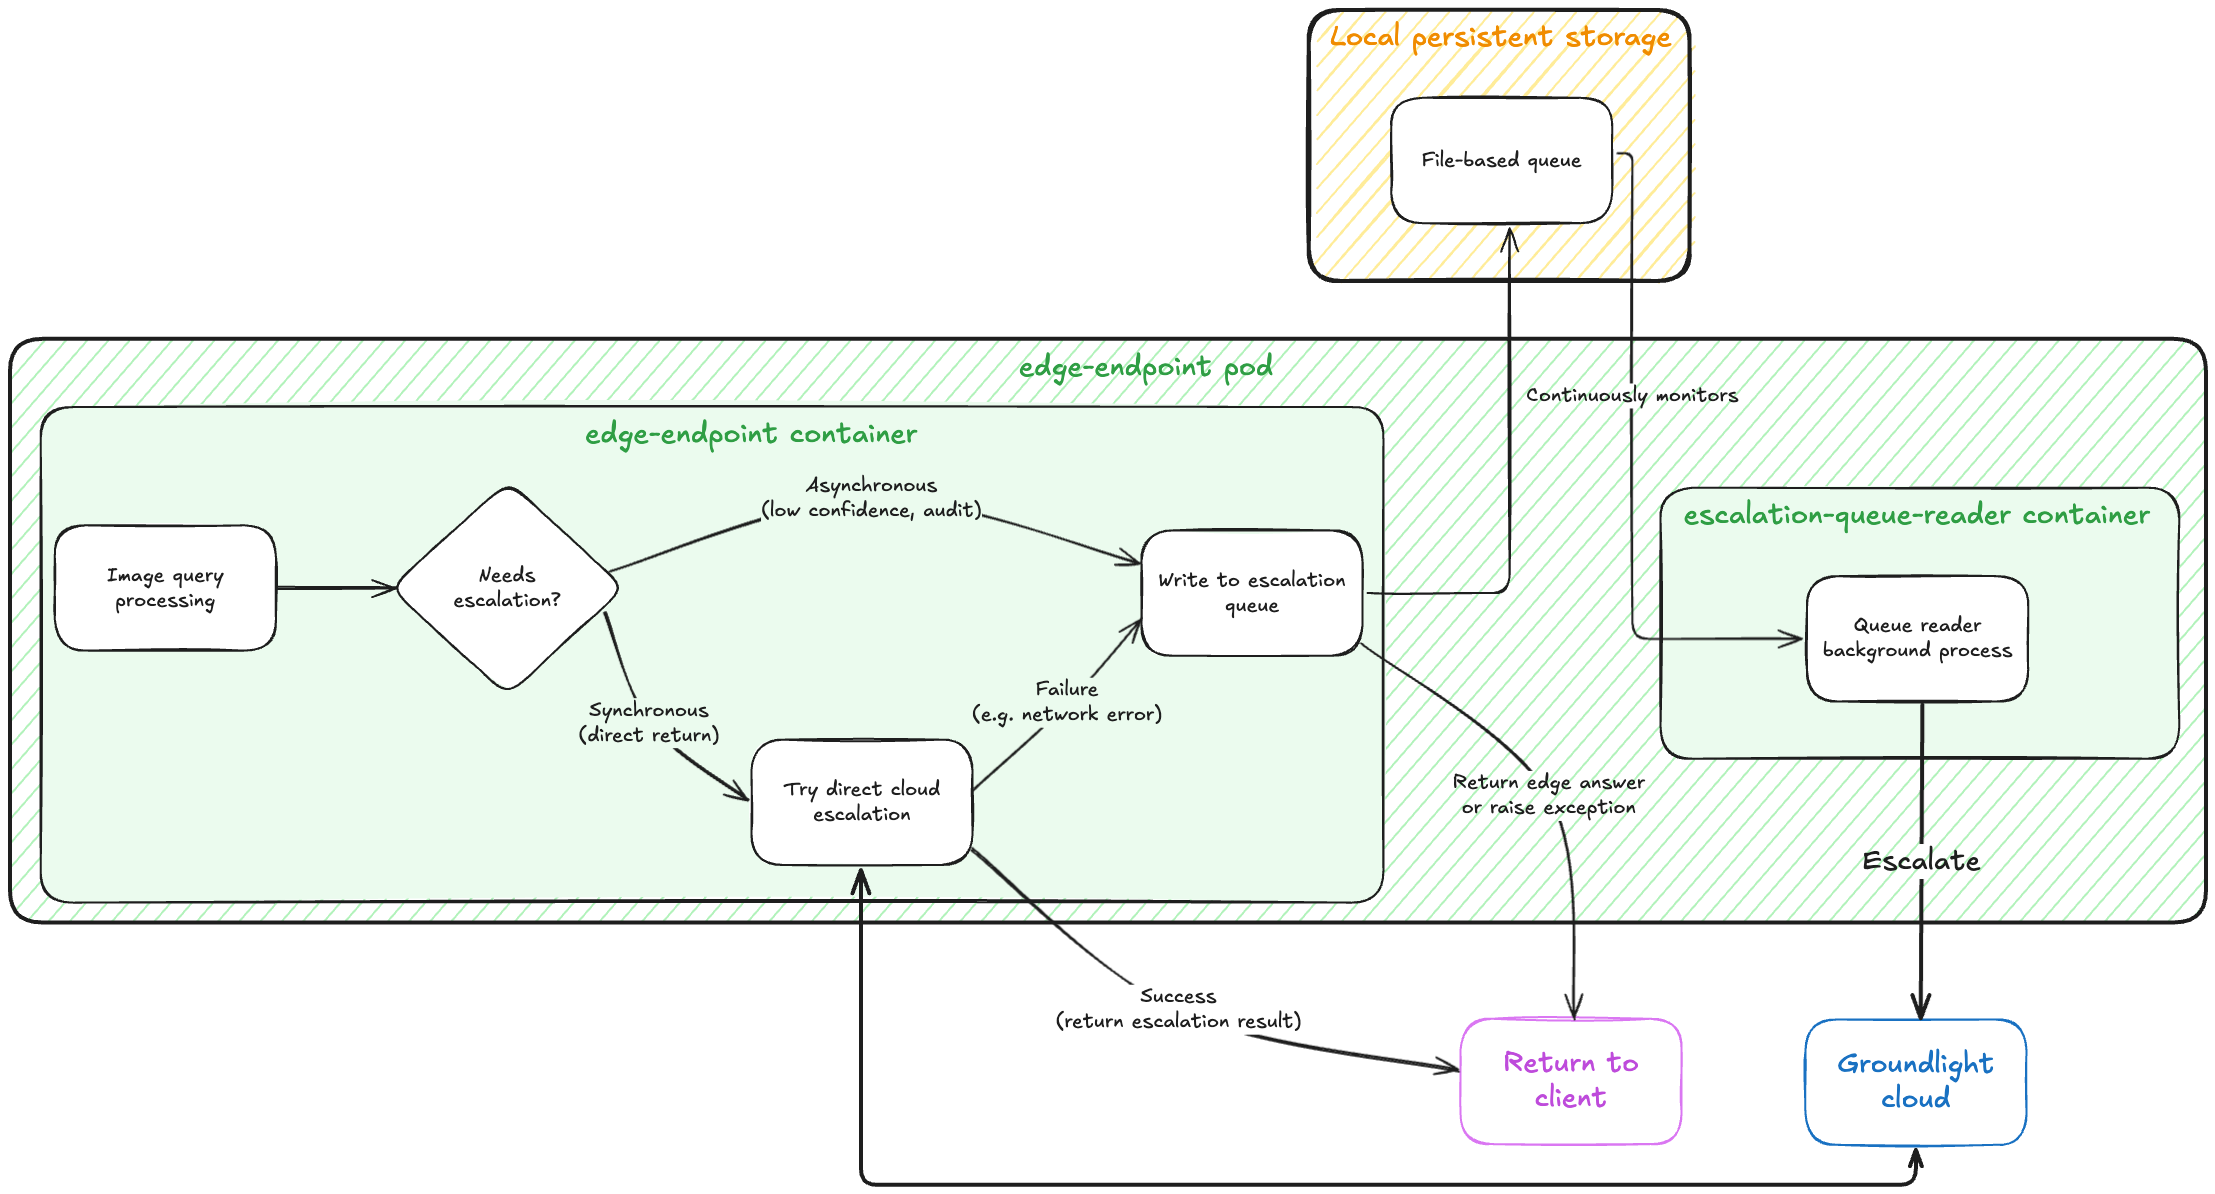 Local persistent storage
File-based queue
edge-endpoint pod
Continuously monitors
edge-endpoint container
Asynchronous
(low confidence, audit)
escalation-queue-reader container
Image query
processing
Needs
escalation?
Write to escalation
queue
Queue reader
background process
Synchronous
(direct return)
Failure
(e.g. network error)
Try direct cloud
escalation
Return edge answer
or raise exception
Escalate
Success
(return escalation result)
Return to
client
Groundlight
cloud